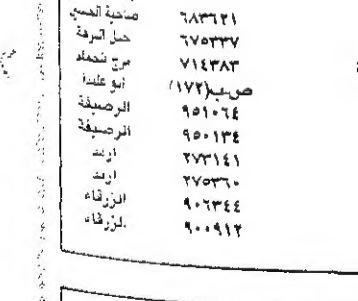 ضاحية الحسين ٦٨٣٦٢١
جبل النزهة ٦٧٥٣٣٧
مرج الحمام ٧١٤٣٨٣
أبو علندا ص.ب(١٧٢)
الرصيفة ٩٥١٠٦٤
الرصيفة ٩٥٠١٣٤
اربد ٢٧٣١٤١
اربد ٢٧٥٣٦٠
الزرقاء ٩٠٦٣٤٤
الزرقاء ٩٠٠٩١٢